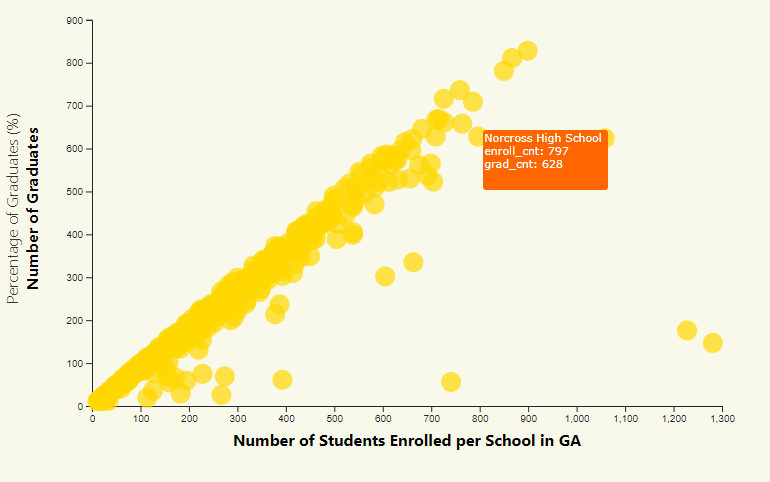 900
800
700
600
500
400
300
200
100
0
Percentage of Graduates (%)
Number of Graduates
Norcross High School
enroll_cnt: 797
grad_cnt: 628
0 100 200 300 400 500 600 700 800 900 1,000 1,100 1,200 1,300
Number of Students Enrolled per School in GA